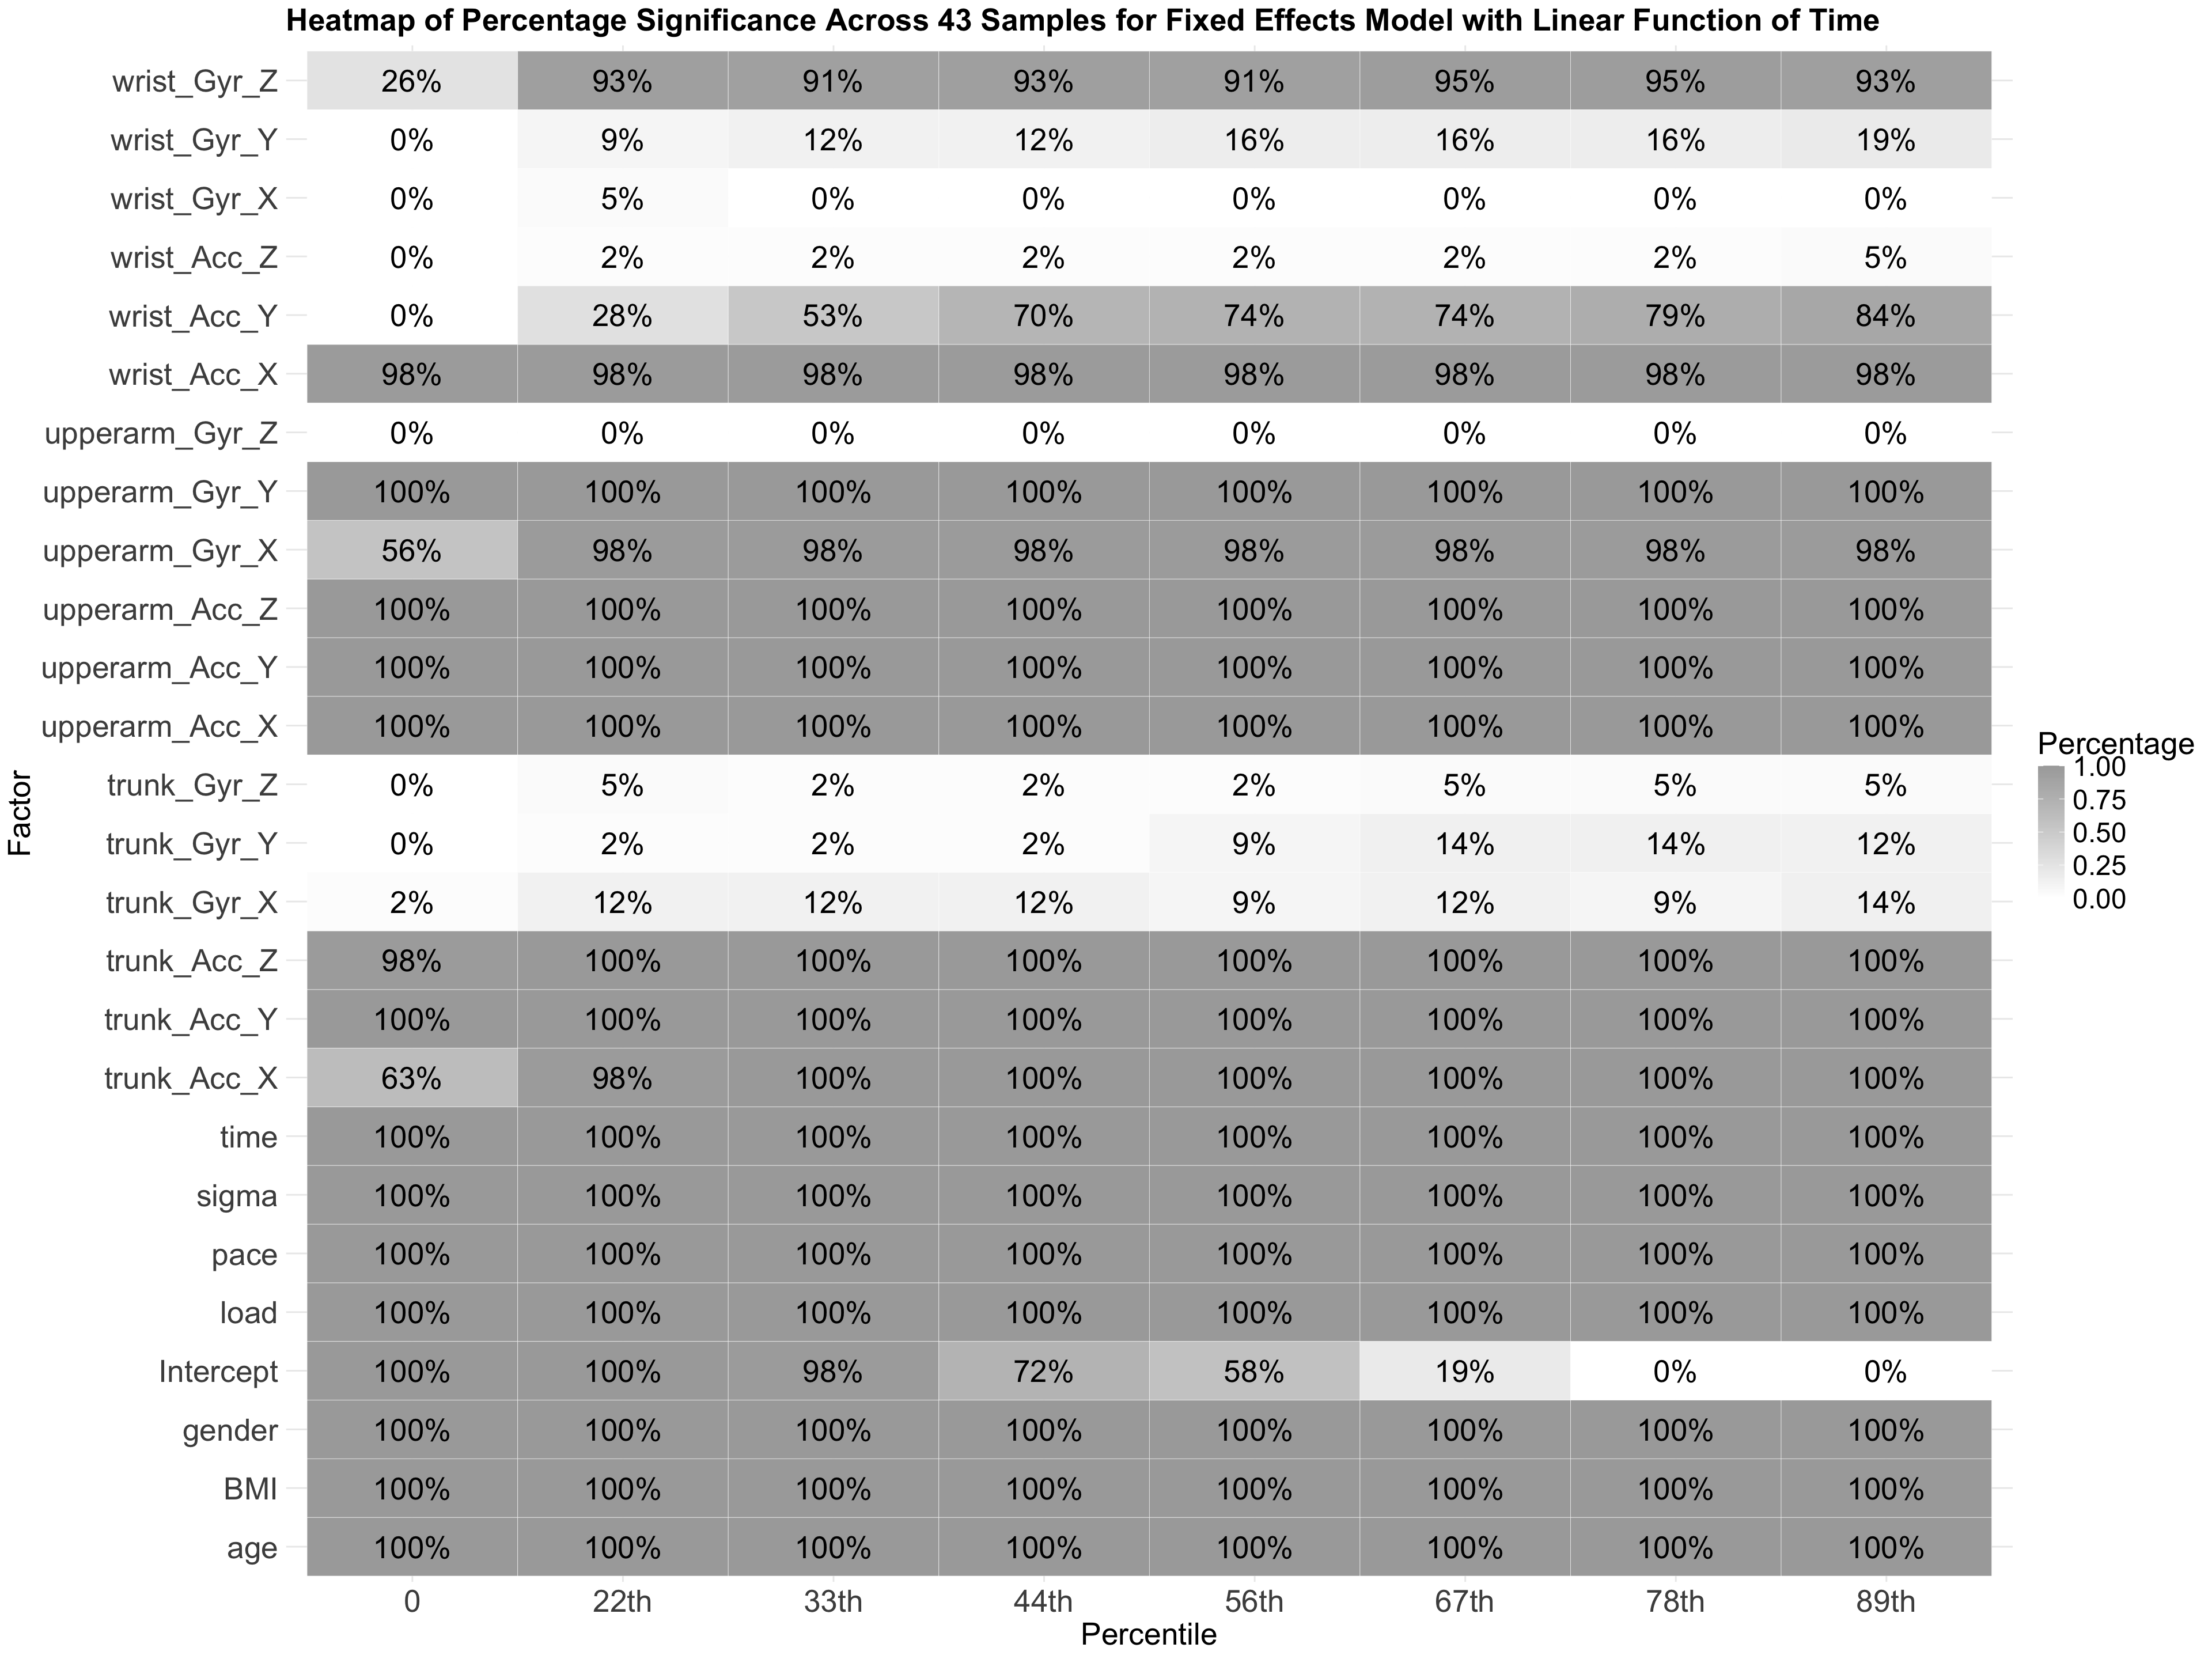 Heatmap of Percentage Significance Across 43 Samples for Fixed Effects Model with Linear Function of Time
wrist_Gyr_Z 26% 93% 91% 93% 91% 95% 95% 93%
wrist_Gyr_Y 0% 9% 12% 12% 16% 16% 16% 19%
wrist_Gyr_X 0% 5% 0% 0% 0% 0% 0% 0%
wrist_Acc_Z 0% 2% 2% 2% 2% 2% 2% 5%
wrist_Acc_Y 0% 28% 53% 70% 74% 74% 79% 84%
wrist_Acc_X 98% 98% 98% 98% 98% 98% 98% 98%
upperarm_Gyr_Z 0% 0% 0% 0% 0% 0% 0% 0%
upperarm_Gyr_Y 100% 100% 100% 100% 100% 100% 100% 100%
upperarm_Gyr_X 56% 98% 98% 98% 98% 98% 98% 98%
upperarm_Acc_Z 100% 100% 100% 100% 100% 100% 100% 100%
upperarm_Acc_Y 100% 100% 100% 100% 100% 100% 100% 100%
upperarm_Acc_X 100% 100% 100% 100% 100% 100% 100% 100%
trunk_Gyr_Z 0% 5% 2% 2% 2% 5% 5% 5%
trunk_Gyr_Y 0% 2% 2% 2% 9% 14% 14% 12%
trunk_Gyr_X 2% 12% 12% 12% 9% 12% 9% 14%
trunk_Acc_Z 98% 100% 100% 100% 100% 100% 100% 100%
trunk_Acc_Y 100% 100% 100% 100% 100% 100% 100% 100%
trunk_Acc_X 63% 98% 100% 100% 100% 100% 100% 100%
time 100% 100% 100% 100% 100% 100% 100% 100%
sigma 100% 100% 100% 100% 100% 100% 100% 100%
pace 100% 100% 100% 100% 100% 100% 100% 100%
load 100% 100% 100% 100% 100% 100% 100% 100%
Intercept 100% 100% 98% 72% 58% 19% 0% 0%
gender 100% 100% 100% 100% 100% 100% 100% 100%
BMI 100% 100% 100% 100% 100% 100% 100% 100%
age 100% 100% 100% 100% 100% 100% 100% 100%
0 22th 33th 44th 56th 67th 78th 89th
Percentile
Factor
Percentage
1.00
0.75
0.50
0.25
0.00